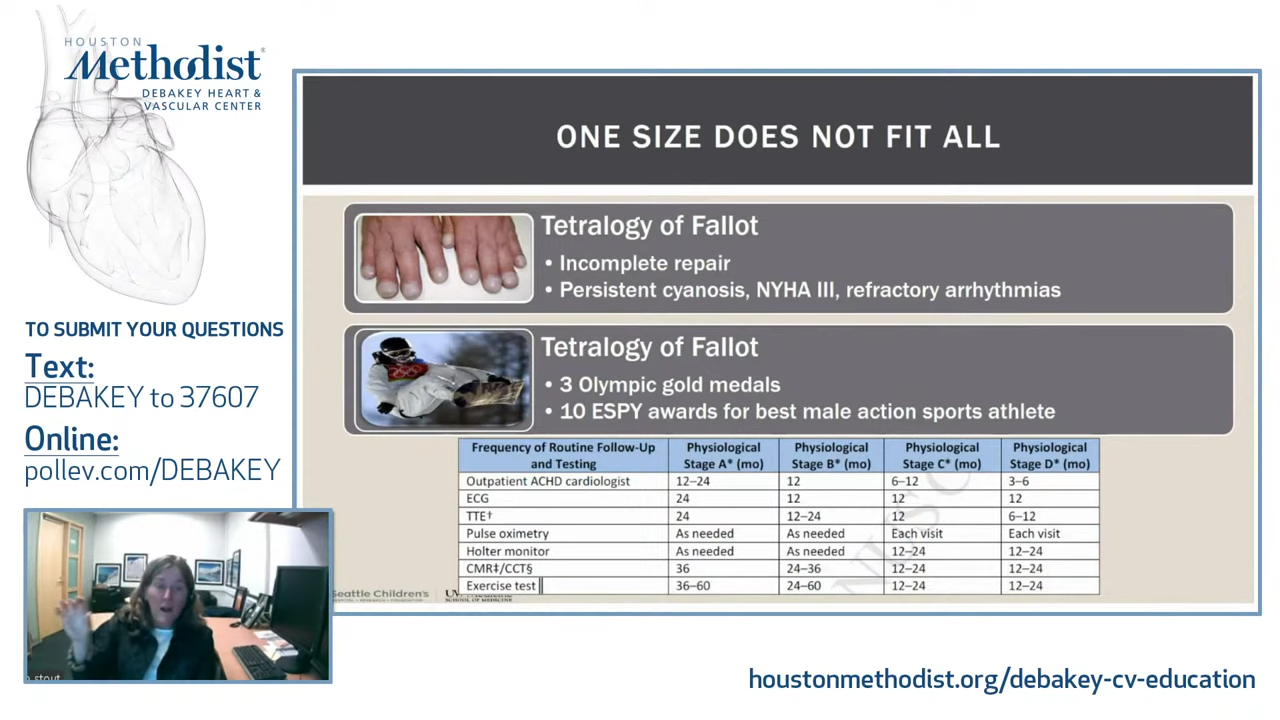 HOUSTON
Methodist®
DEBAKEY HEART &
VASCULAR CENTER
TO SUBMIT YOUR QUESTIONS
Text:
DEBAKEY to 37607
Online:
pollev.com/DEBAKEY
ONE SIZE DOES NOT FIT ALL
Tetralogy of Fallot
• Incomplete repair
• Persistent cyanosis, NYHA III, refractory arrhythmias
Tetralogy of Fallot
• 3 Olympic gold medals
• 10 ESPY awards for best male action sports athlete
Frequency of Routine Follow-Up and Testing Physiological Stage A* (mo) Physiological Stage B* (mo) Physiological Stage C* (mo) Physiological Stage D* (mo)
Outpatient ACHD cardiologist 12–24 12 6–12 3–6
ECG 24 12 12 12
TTE† 24 12–24 12 6–12
Pulse oximetry As needed As needed Each visit Each visit
Holter monitor As needed As needed 12–24 12–24
CMR‡/CCT§ 36 24–36 12–24 12–24
Exercise test‖ 36–60 24–60 12–24 12–24
Seattle Children's
SCHOOL OF MEDICINE
stout
houstonmethodist.org/debakey-cv-education